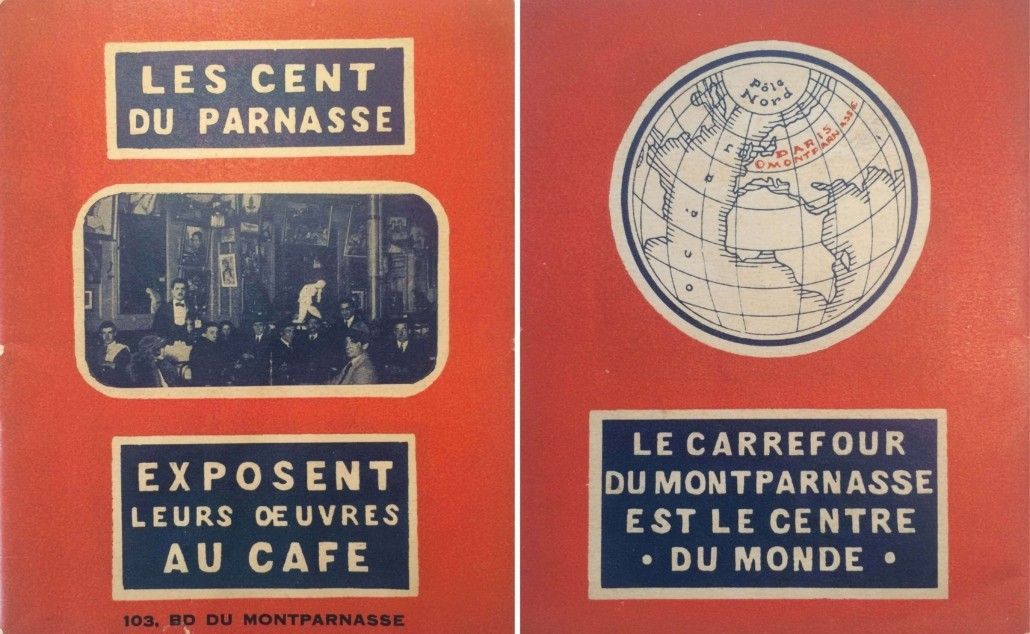 LES CENT
DU PARNASSE
EXPOSENT
LEURS ŒUVRES
AU CAFE
103, BD DU MONTPARNASSE
Pôle
Nord
PARIS
MONTPARNASSE
océan
LE CARREFOUR
DU MONTPARNASSE
EST LE CENTRE
• DU MONDE •